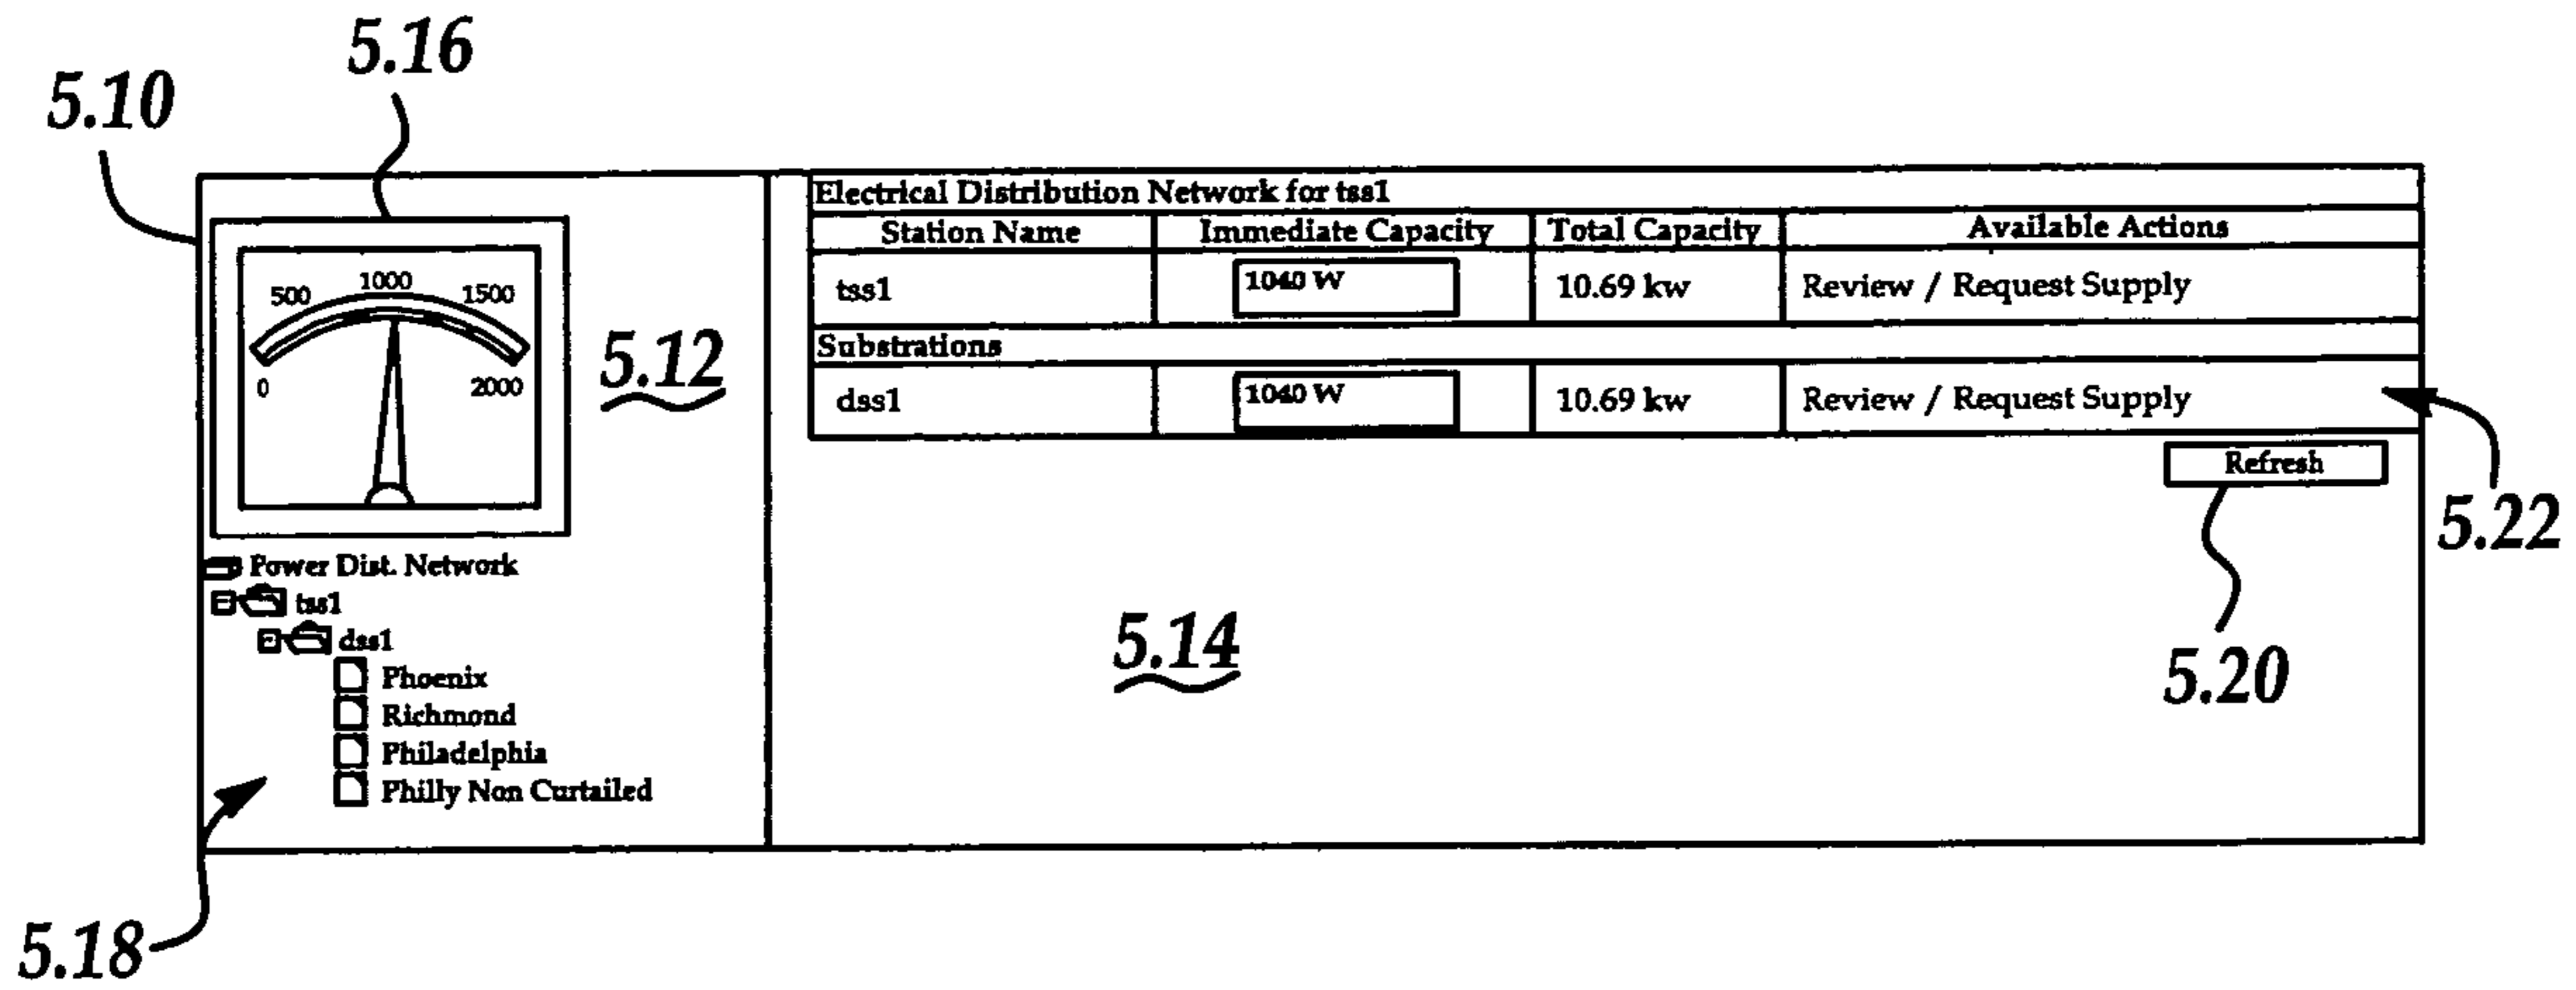 5.16
5.10
Electrical Distribution Network for tss1
Station Name Immediate Capacity Total Capacity Available Actions
tss1 1040 W 10.69 kw Review / Request Supply
Substrations
dss1 1040 W 10.69 kw Review / Request Supply
Refresh
500 1000 1500
0 2000
5.12
5.22
Power Dist. Network
tss1
dss1
Phoenix
Richmond
Philadelphia
Philly Non Curtailed
5.14
5.20
5.18